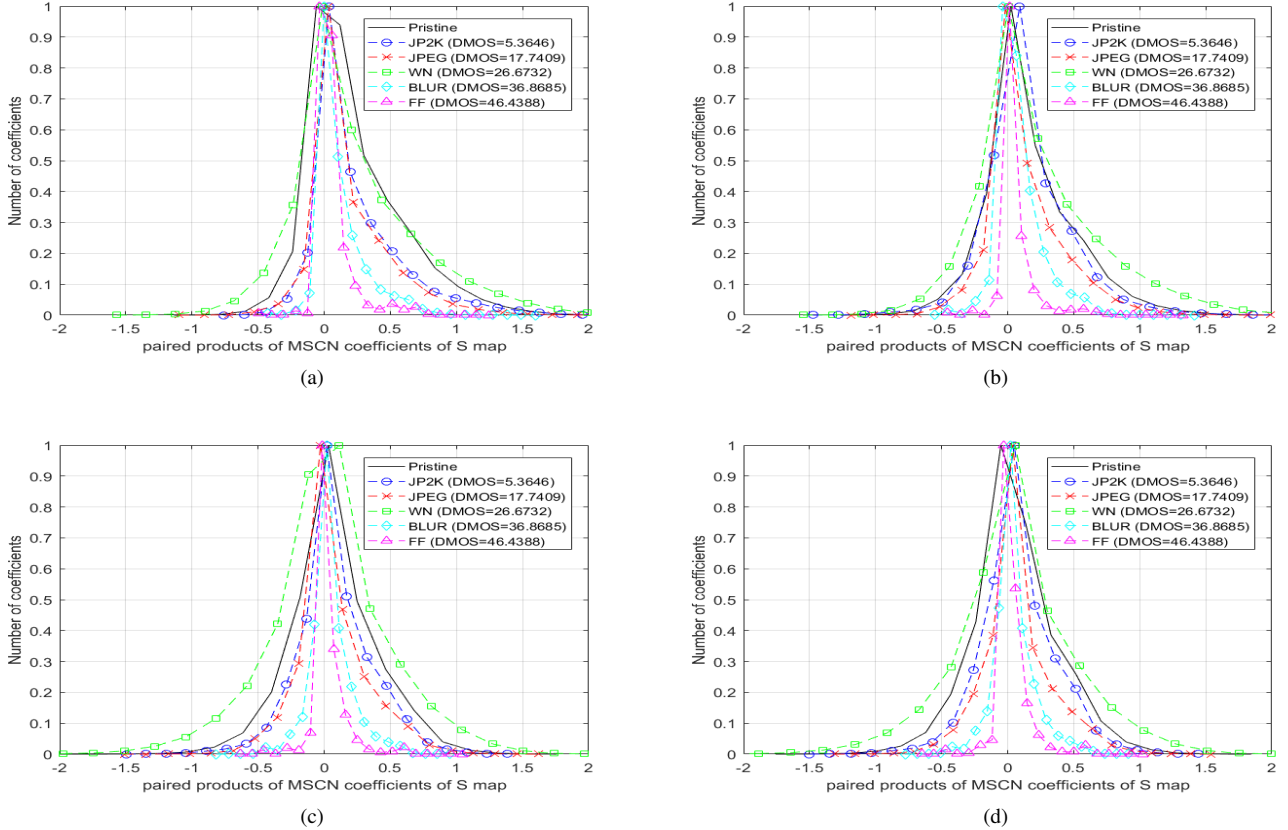 1
0.9
0.8
0.7
0.6
0.5
0.4
0.3
0.2
0.1
0
Number of coefficients
Pristine
JP2K (DMOS=5.3646)
JPEG (DMOS=17.7409)
WN (DMOS=26.6732)
BLUR (DMOS=36.8685)
FF (DMOS=46.4388)
-2 -1.5 -1 -0.5 0 0.5 1 1.5 2
paired products of MSCN coefficients of S map
(a)
1
0.9
0.8
0.7
0.6
0.5
0.4
0.3
0.2
0.1
0
Number of coefficients
Pristine
JP2K (DMOS=5.3646)
JPEG (DMOS=17.7409)
WN (DMOS=26.6732)
BLUR (DMOS=36.8685)
FF (DMOS=46.4388)
-2 -1.5 -1 -0.5 0 0.5 1 1.5 2
paired products of MSCN coefficients of S map
(b)
1
0.9
0.8
0.7
0.6
0.5
0.4
0.3
0.2
0.1
0
Number of coefficients
Pristine
JP2K (DMOS=5.3646)
JPEG (DMOS=17.7409)
WN (DMOS=26.6732)
BLUR (DMOS=36.8685)
FF (DMOS=46.4388)
-2 -1.5 -1 -0.5 0 0.5 1 1.5 2
paired products of MSCN coefficients of S map
(c)
1
0.9
0.8
0.7
0.6
0.5
0.4
0.3
0.2
0.1
0
Number of coefficients
Pristine
JP2K (DMOS=5.3646)
JPEG (DMOS=17.7409)
WN (DMOS=26.6732)
BLUR (DMOS=36.8685)
FF (DMOS=46.4388)
-2 -1.5 -1 -0.5 0 0.5 1 1.5 2
paired products of MSCN coefficients of S map
(d)